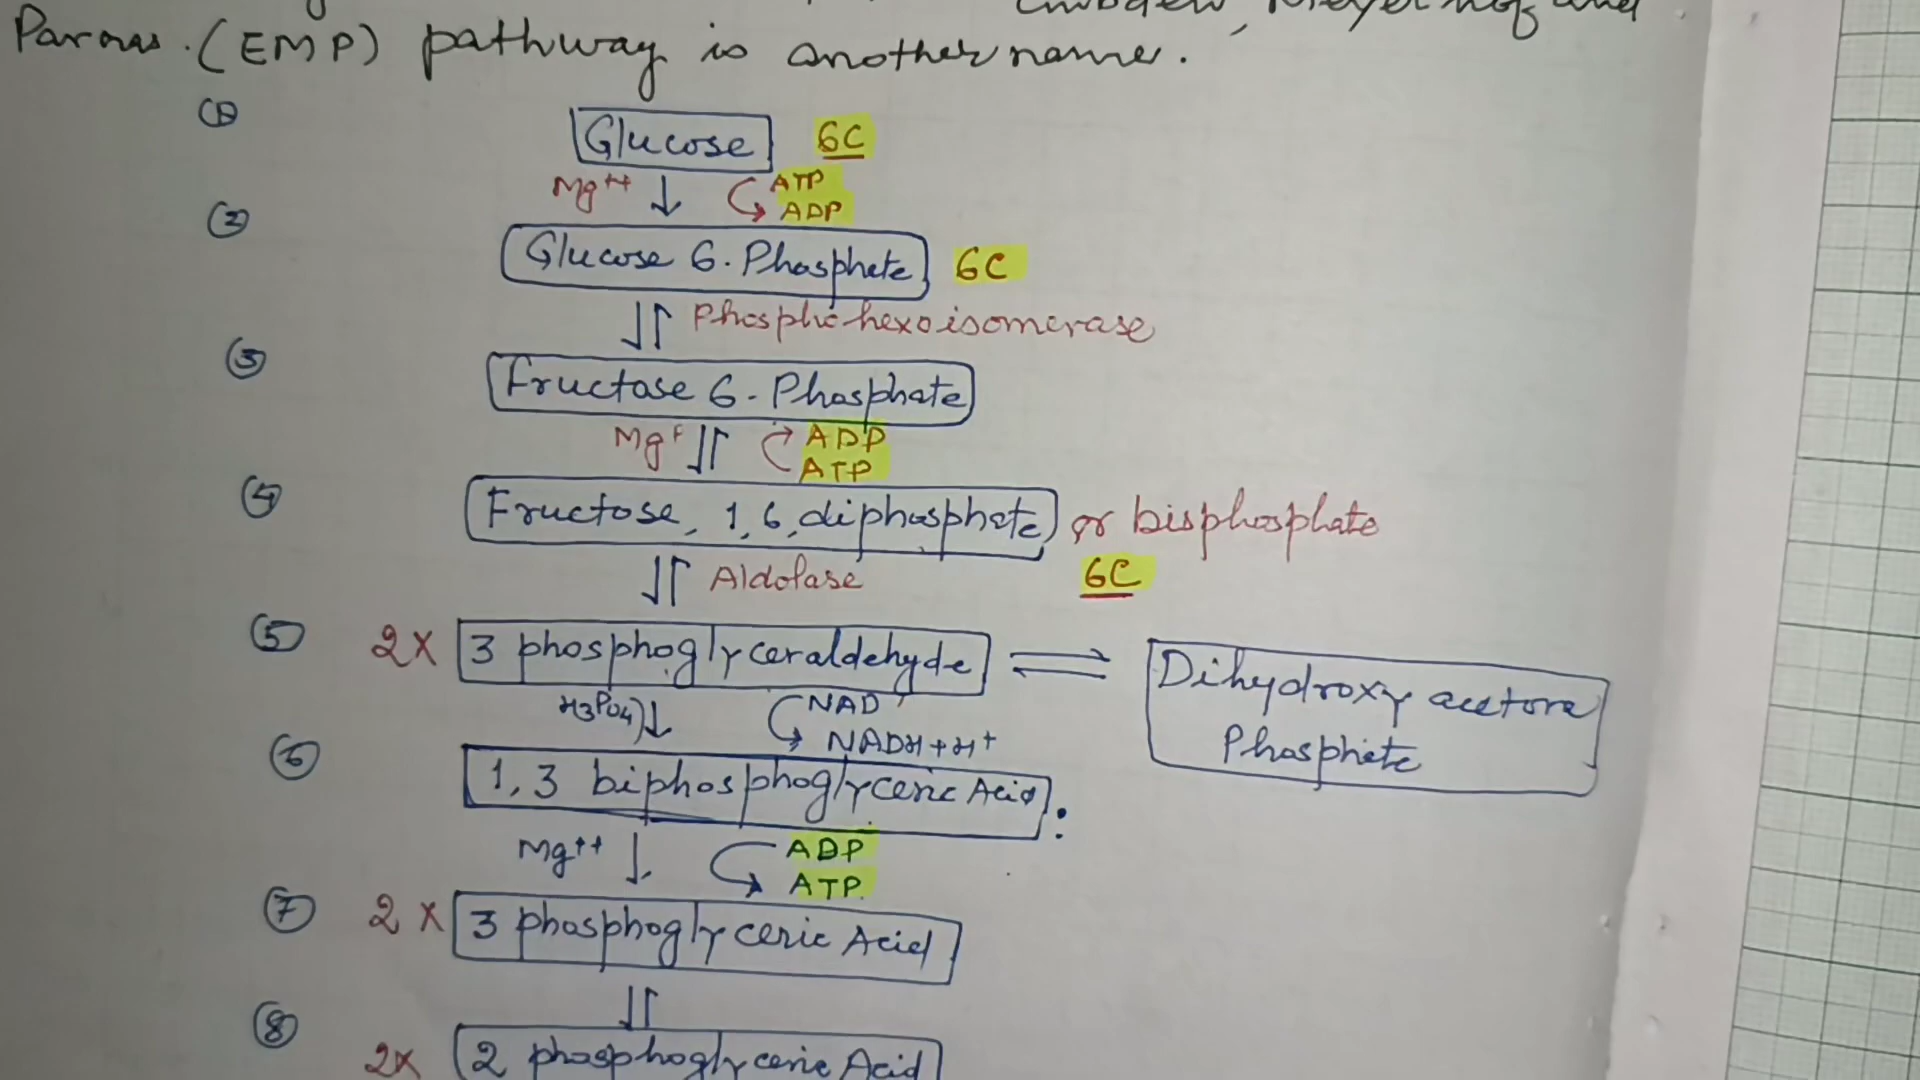 Parnas. (EMP) pathway is another name.
①
Glucose 6C
Mg++ ATP
ADP
②
Glucose 6. Phosphate 6C
Phosphohexoisomerase
③
Fructose 6 - Phosphate
Mg+ ADP
ATP
④
Fructose, 1,6, diphosphate or bisphosphate
Aldolase 6C
⑤ 2X 3 phosphoglyceraldehyde Dihydroxy acetone
Phosphate
H3PO4 NAD
NADH+H+
⑥
1,3 biphosphoglyceric Acid :
Mg++ ADP
ATP
⑦ 2 X 3 phosphoglyceric Acid
⑧
2X 2 phosphoglyceric Acid